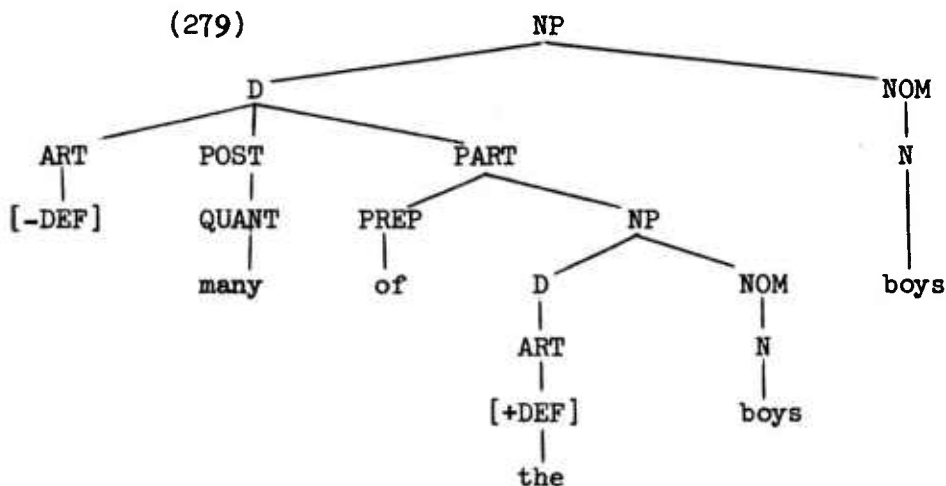 (279) NP
D NOM
ART POST PART N
[-DEF] QUANT PREP NP
many of D NOM boys
ART N
[+DEF] boys
the